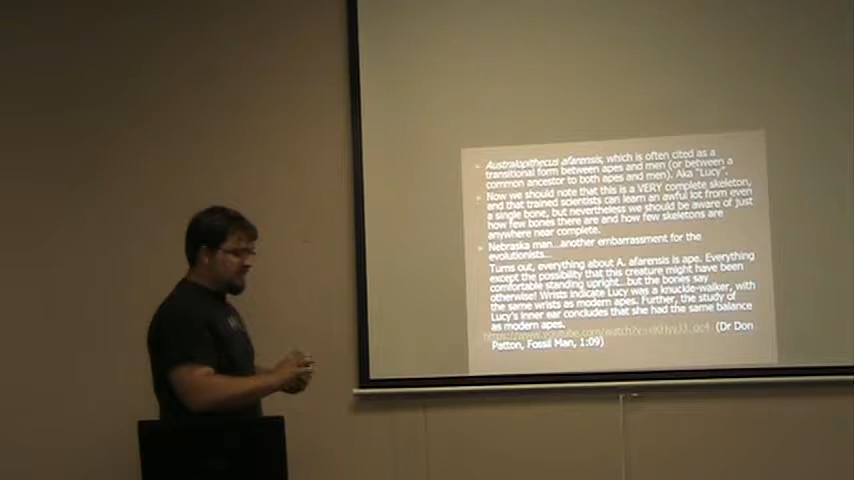 Australopithecus afarensis, which is often cited as a
transitional form between apes and men (or between a
common ancestor to both apes and men). Aka "Lucy".
Now we should note that this is a VERY complete skeleton,
and that trained scientists can learn an awful lot from even
a single bone, but nevertheless we should be aware of just
how few bones there are and how few skeletons are
anywhere near complete.
Nebraska man...another embarrassment for the
evolutionists...
Turns out, everything about A. afarensis is ape. Everything
except the possibility that this creature might have been
comfortable standing upright...but the bones say
otherwise! Wrists indicate Lucy was a knuckle-walker, with
the same wrists as modern apes. Further, the study of
Lucy's inner ear concludes that she had the same balance
as modern apes.
(Dr Don
Patton, Fossil Man, 1:09)